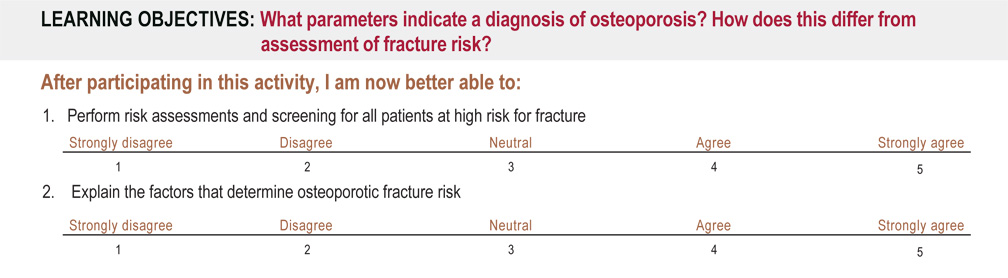 LEARNING OBJECTIVES: What parameters indicate a diagnosis of osteoporosis? How does this differ from
assessment of fracture risk?
After participating in this activity, I am now better able to:
1. Perform risk assessments and screening for all patients at high risk for fracture
Strongly disagree Disagree Neutral Agree Strongly agree
1 2 3 4 5
2. Explain the factors that determine osteoporotic fracture risk
Strongly disagree Disagree Neutral Agree Strongly agree
1 2 3 4 5